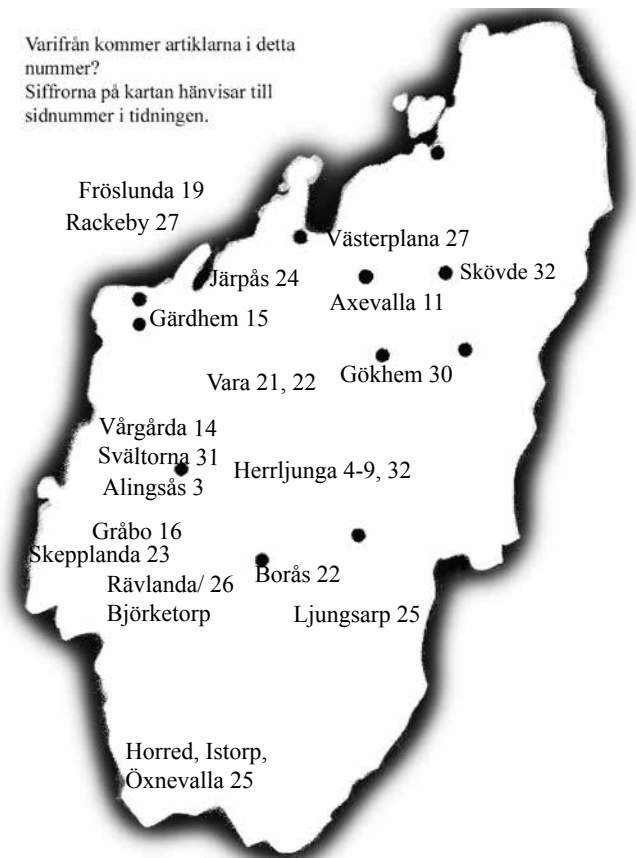 Varifrån kommer artiklarna i detta
nummer?
Siffrorna på kartan hänvisar till
sidnummer i tidningen.
Fröslunda 19
Rackeby 27
Västerplana 27
Järpås 24
Skövde 32
Axevalla 11
Gärdhem 15
Gökhem 30
Vara 21, 22
Vårgårda 14
Svältorna 31
Herrljunga 4-9, 32
Alingsås 3
Gråbo 16
Skepplanda 23
Borås 22
Rävlanda/ 26
Björketorp
Ljungsarp 25
Horred, Istorp,
Öxnevalla 25